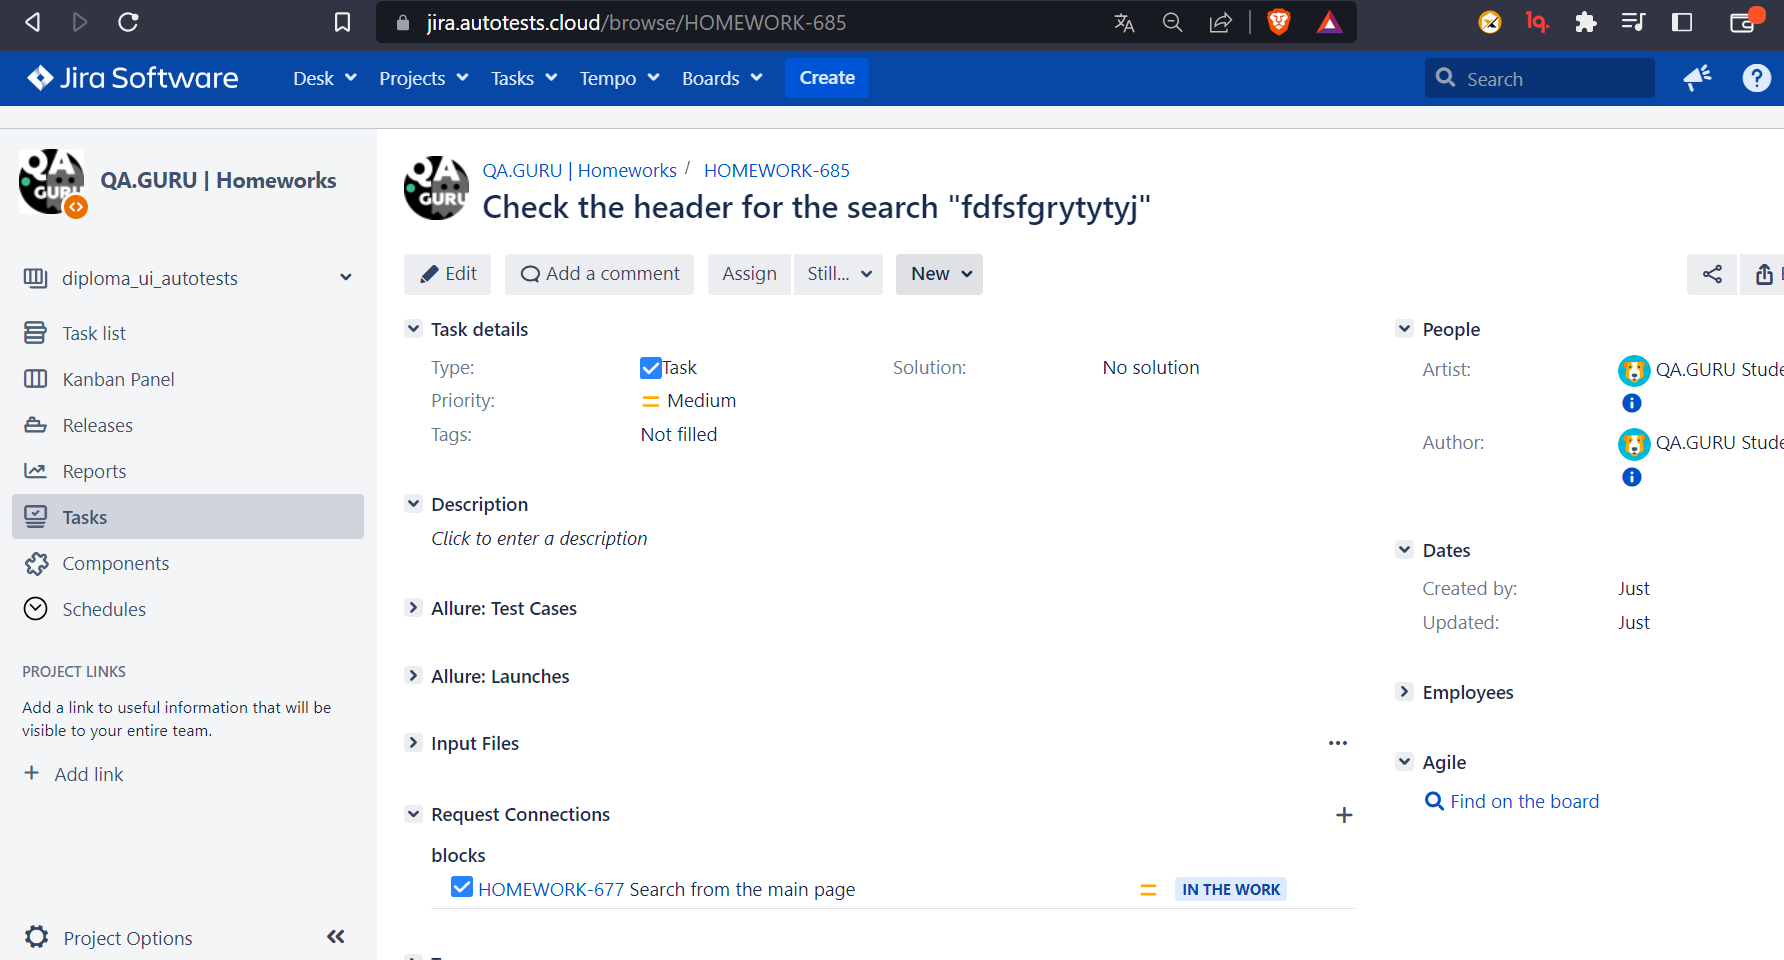 jira.autotests.cloud/browse/HOMEWORK-685
1q.
Jira Software
Desk
Projects
Tasks
Tempo
Boards
Create
Search
QA GURU
QA.GURU | Homeworks
diploma_ui_autotests
Task list
Kanban Panel
Releases
Reports
Tasks
Components
Schedules
PROJECT LINKS
Add a link to useful information that will be
visible to your entire team.
+ Add link
Project Options
QA GURU
QA.GURU | Homeworks / HOMEWORK-685
Check the header for the search "fdfsfgrytytyj"
Edit
Add a comment
Assign
Still...
New
Task details
Type: Task
Solution: No solution
Priority: Medium
Tags: Not filled
Description
Click to enter a description
Allure: Test Cases
Allure: Launches
Input Files
Request Connections
blocks
HOMEWORK-677 Search from the main page
IN THE WORK
People
Artist: QA.GURU Stude
Author: QA.GURU Stude
Dates
Created by: Just
Updated: Just
Employees
Agile
Find on the board